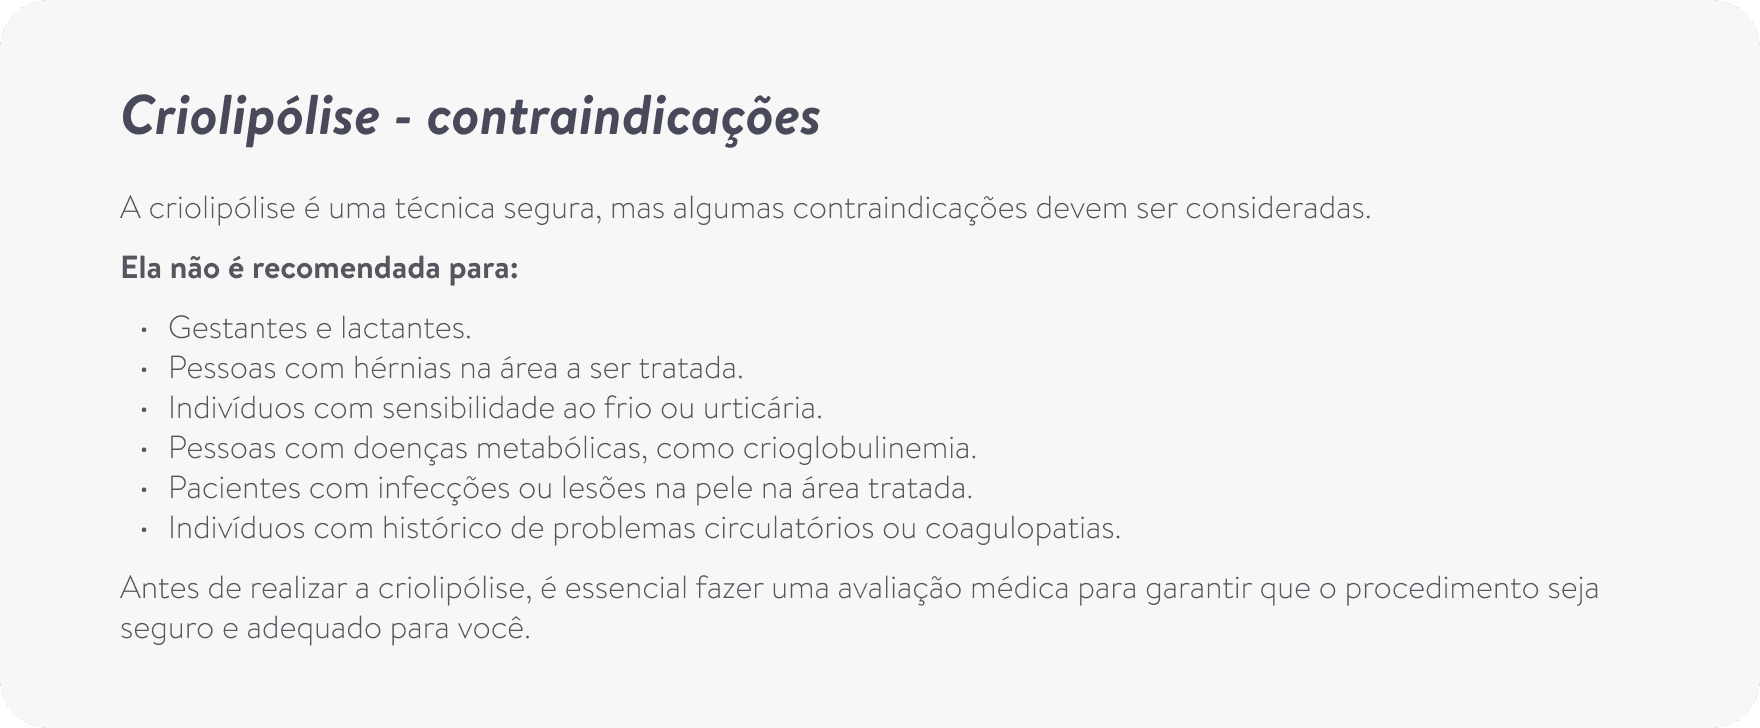 Criolipólise - contraindicações
A criolipólise é uma técnica segura, mas algumas contraindicações devem ser consideradas.
Ela não é recomendada para:
• Gestantes e lactantes.
• Pessoas com hérnias na área a ser tratada.
• Indivíduos com sensibilidade ao frio ou urticária.
• Pessoas com doenças metabólicas, como crioglobulinemia.
• Pacientes com infecções ou lesões na pele na área tratada.
• Indivíduos com histórico de problemas circulatórios ou coagulopatias.
Antes de realizar a criolipólise, é essencial fazer uma avaliação médica para garantir que o procedimento seja
seguro e adequado para você.